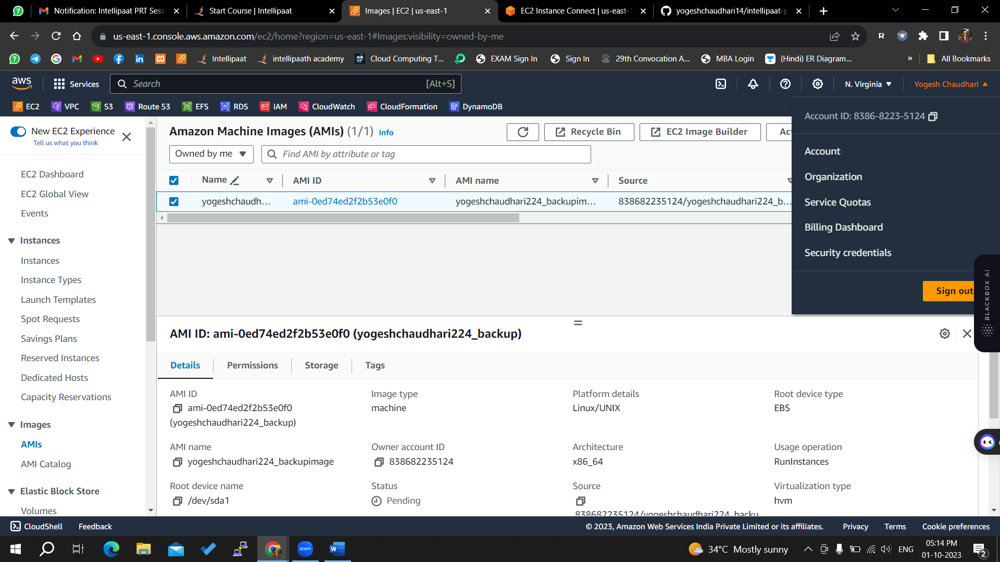 Notification: Intellipaat PRT Sessi
Start Course | Intellipaat
Images | EC2 | us-east-1
EC2 Instance Connect | us-east-1
yogeshchaudhari14/intellipaat-p
us-east-1.console.aws.amazon.com/ec2/home?region=us-east-1#Images:visibility=owned-by-me
Intellipaat
intellipaath academy
Cloud Computing T...
EXAM Sign In
Sign In
29th Convocation A...
MBA Login
(Hindi) ER Diagram...
»
All Bookmarks
aws
Services
Search
[Alt+S]
N. Virginia
Yogesh Chaudhari
EC2
VPC
S3
Route 53
EFS
RDS
IAM
CloudWatch
CloudFormation
DynamoDB
Account ID: 8386-8223-5124
Account
Organization
Service Quotas
Billing Dashboard
Security credentials
Sign out
BLACKBOX AI
New EC2 Experience
Tell us what you think
EC2 Dashboard
EC2 Global View
Events
Instances
Instances
Instance Types
Launch Templates
Spot Requests
Savings Plans
Reserved Instances
Dedicated Hosts
Capacity Reservations
Images
AMIs
AMI Catalog
Elastic Block Store
Volumes
Amazon Machine Images (AMIs) (1/1) Info
Recycle Bin
EC2 Image Builder
Act
Owned by me
Find AMI by attribute or tag
Name
AMI ID
AMI name
Source
yogeshchaudh...
ami-0ed74ed2f2b53e0f0
yogeshchaudhari224_backupim...
838682235124/yogeshchaudhari224_b...
AMI ID: ami-0ed74ed2f2b53e0f0 (yogeshchaudhari224_backup)
Details
Permissions
Storage
Tags
AMI ID
ami-0ed74ed2f2b53e0f0
(yogeshchaudhari224_backup)
Image type
machine
Platform details
Linux/UNIX
Root device type
EBS
AMI name
yogeshchaudhari224_backupimage
Owner account ID
838682235124
Architecture
x86_64
Usage operation
RunInstances
Root device name
/dev/sda1
Status
Pending
Source
838682235124/yogeshchaudhari224_backu
Virtualization type
hvm
CloudShell
Feedback
© 2023, Amazon Web Services India Private Limited or its affiliates.
Privacy
Terms
Cookie preferences
zoom
34°C Mostly sunny
ENG
05:14 PM
01-10-2023
2